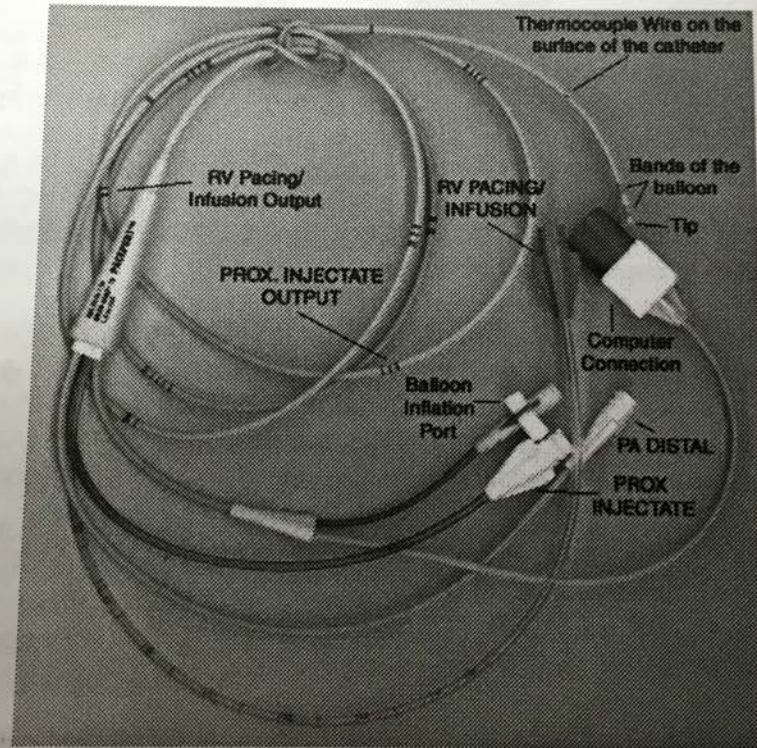 Thermocouple Wire on the
surface of the catheter
RV Pacing/
Infusion Output
RV PACING/
INFUSION
Bands of the
balloon
Tip
PROX. INJECTATE
OUTPUT
Computer
Connection
Balloon
Inflation
Port
PA DISTAL
PROX
INJECTATE